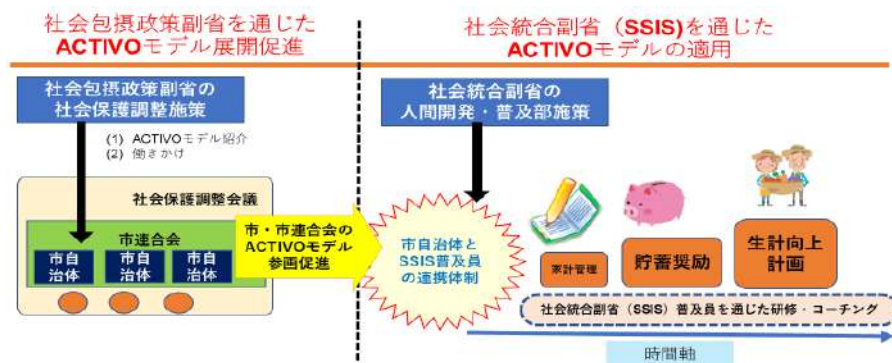 社会包摂政策副省を通じた
ACTIVOモデル展開促進
社会包摂政策副省の
社会保護調整施策
(1) ACTIVOモデル紹介
(2) 働きかけ
社会保護調整会議
市連合会
市自
治体
市自
治体
市自
治体
市・市連合会の
ACTIVOモデル
参画促進
社会統合副省（SSIS)を通じた
ACTIVOモデルの適用
社会統合副省の
人間開発・普及部施策
市自治体と
SSIS普及員
の連携体制
家計管理
貯蓄奨励
生計向上
計画
社会統合副省（SSIS）普及員を通じた研修・コーチング
時間軸